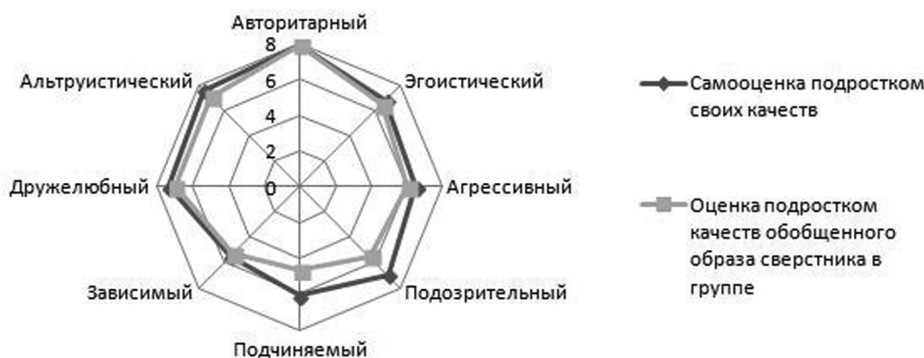 Авторитарный
8
Альтруистический
Эгоистический
6
4
2
Дружелюбный
0
Агрессивный
Зависимый
Подозрительный
Подчиняемый
Самооценка подростком
своих качеств
Оценка подростком
качеств обобщенного
образа сверстника в
группе